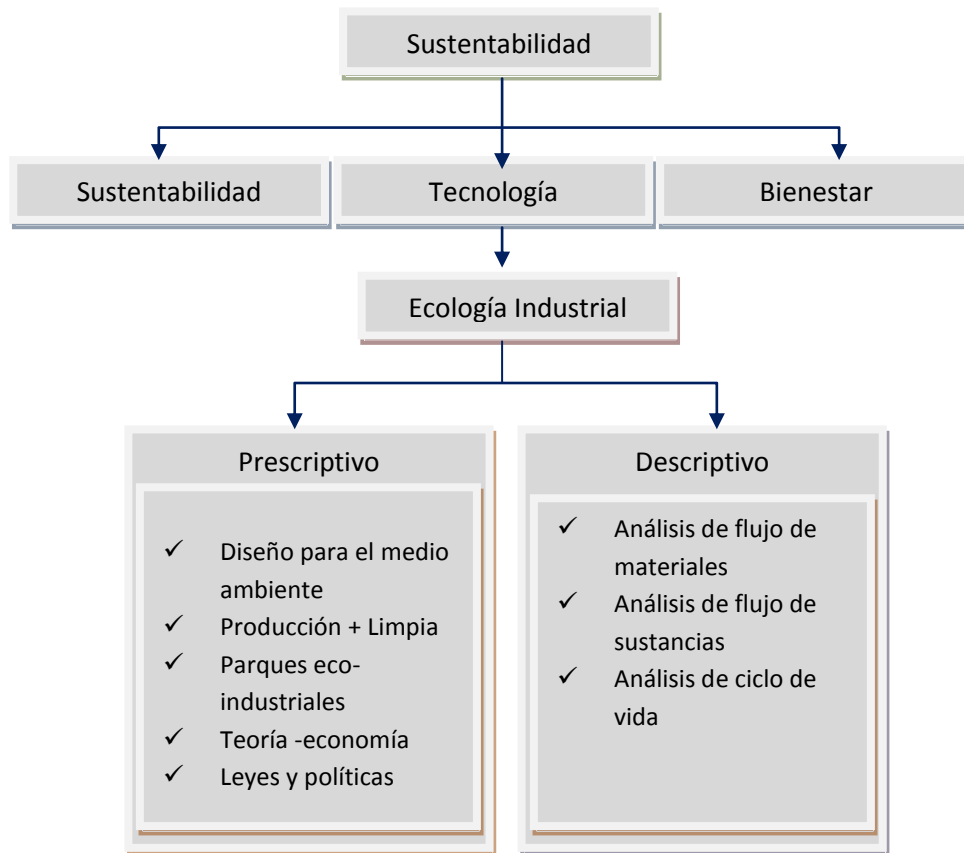 Sustentabilidad
Sustentabilidad
Tecnología
Bienestar
Ecología Industrial
Prescriptivo
✓ Diseño para el medio
ambiente
✓ Producción + Limpia
✓ Parques eco-
industriales
✓ Teoría -economía
✓ Leyes y políticas
Descriptivo
✓ Análisis de flujo de
materiales
✓ Análisis de flujo de
sustancias
✓ Análisis de ciclo de
vida